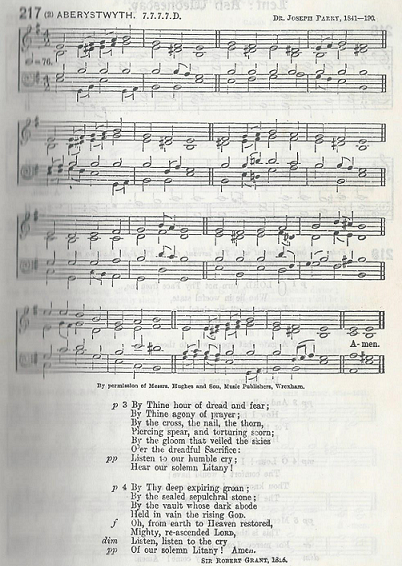 217 (II) ABERYSTWYTH. 7.7.7.7.D. DR. JOSEPH PARRY, 1841—190
= 76.
A- men.
By permission of Messrs. Hughes and Son, Music Publishers, Wrexham.
p 3 By Thine hour of dread and fear;
By Thine agony of prayer;
By the cross, the nail, the thorn,
Piercing spear, and torturing scorn;
By the gloom that veiled the skies
O'er the dreadful Sacrifice:
pp Listen to our humble cry;
Hear our solemn Litany!
p 4 By Thy deep expiring groan;
By the sealed sepulchral stone;
By the vault whose dark abode
Held in vain the rising GOD.
f Oh, from earth to Heaven restored,
Mighty, re-ascended LORD,
dim Listen, listen to the cry
pp Of our solemn Litany! Amen.
SIR ROBERT GRANT,